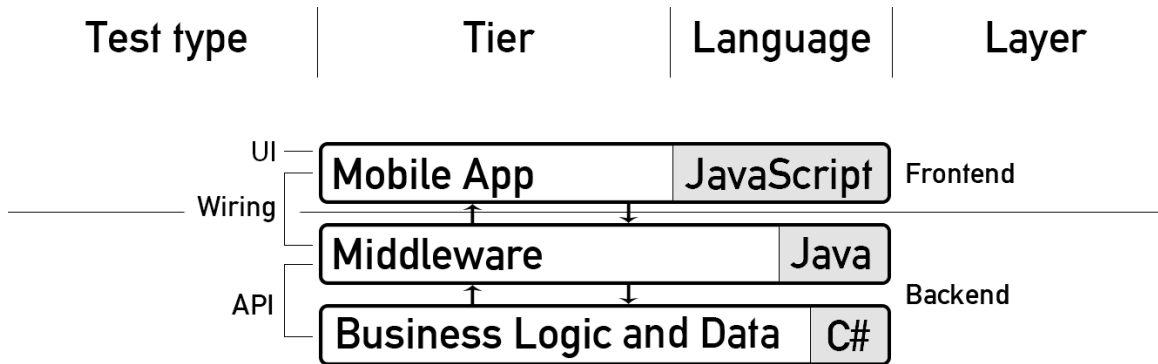 Test type Tier Language Layer
UI
Mobile App JavaScript Frontend
Wiring
Middleware Java
API Backend
Business Logic and Data C#